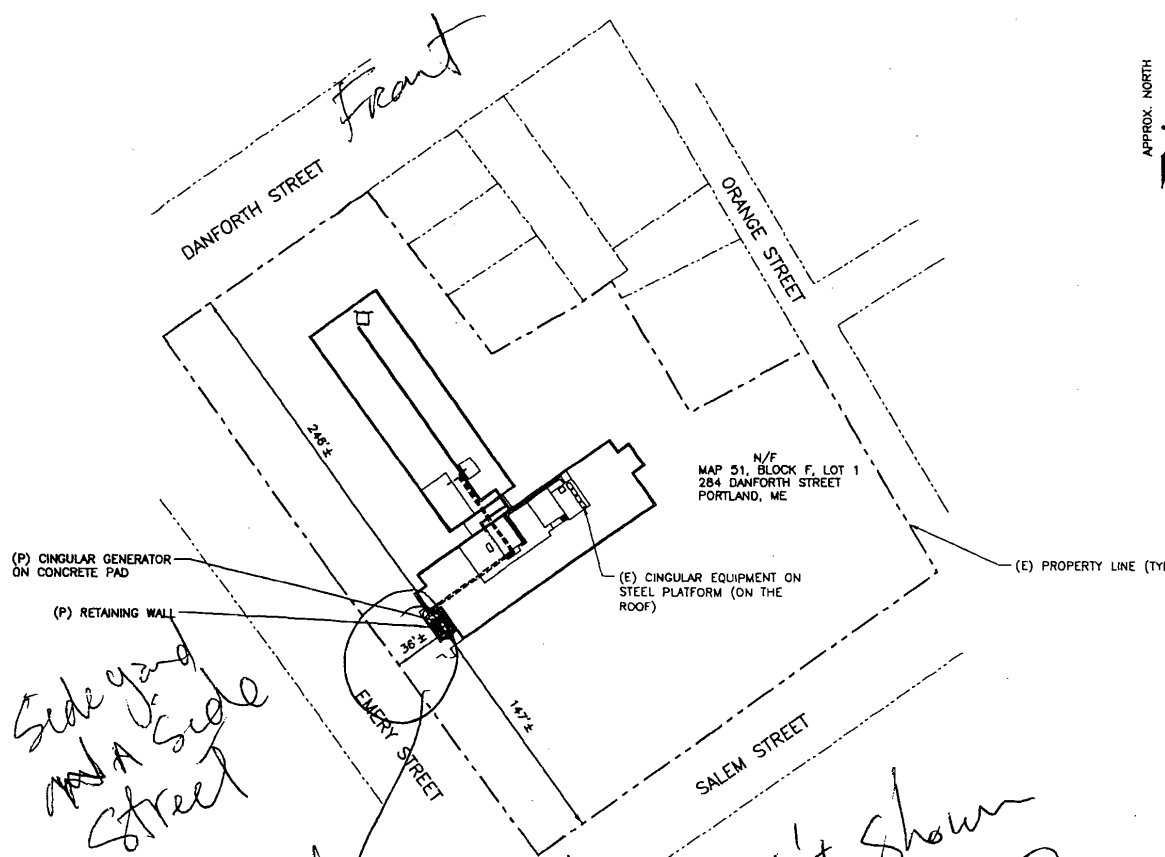 Front
APPROX. NORTH
DANFORTH STREET
ORANGE STREET
248'±
N/F
MAP 51, BLOCK F, LOT 1
284 DANFORTH STREET
PORTLAND, ME
(P) CINGULAR GENERATOR
ON CONCRETE PAD
(E) CINGULAR EQUIPMENT ON
STEEL PLATFORM (ON THE
ROOF)
(E) PROPERTY LINE (TY
(P) RETAINING WALL
36'±
Side yard
A Side
Street
EMERY STREET
147'±
SALEM STREET
shown